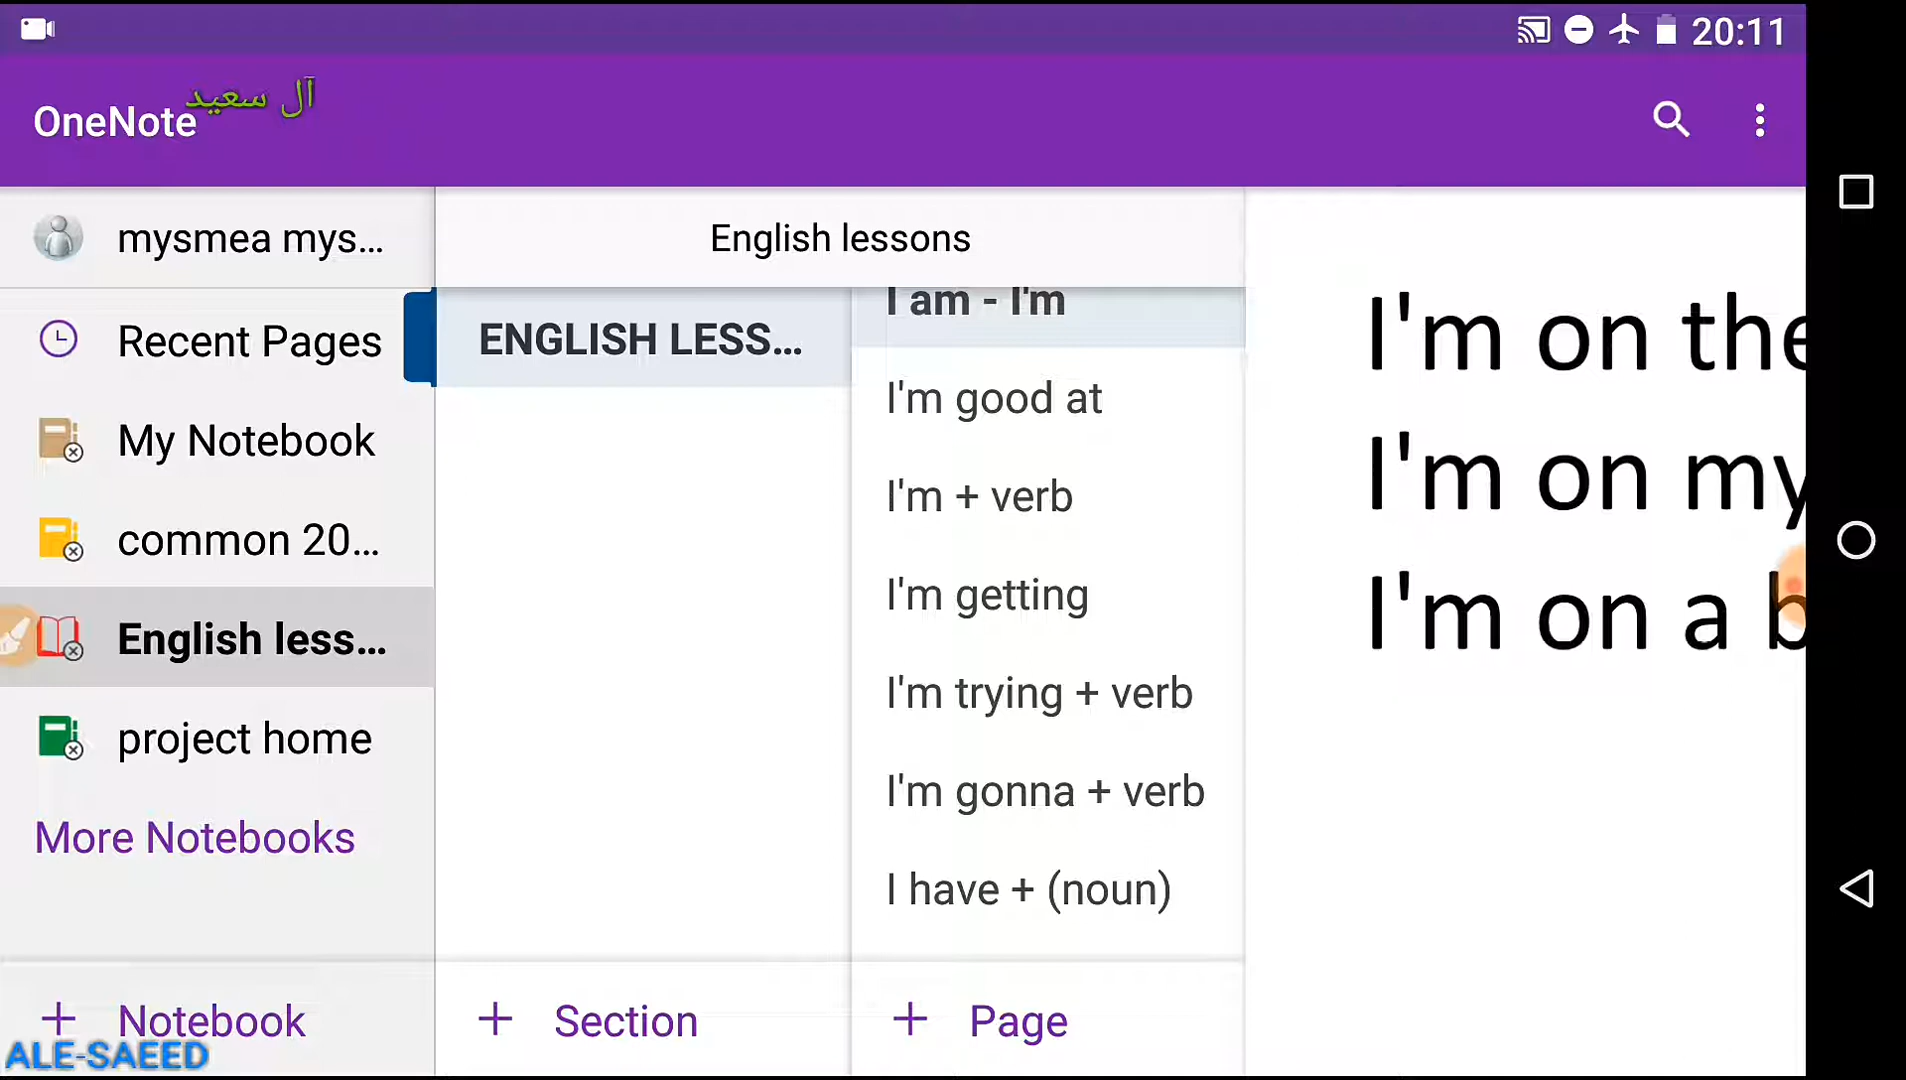 20:11
OneNote
آل سعيد
mysmea mys...
Recent Pages
My Notebook
common 20...
English less...
project home
More Notebooks
+ Notebook
ALE-SAEED
English lessons
ENGLISH LESS...
+ Section
I am - I'm
I'm good at
I'm + verb
I'm getting
I'm trying + verb
I'm gonna + verb
I have + (noun)
+ Page
I'm on the
I'm on my
I'm on a b